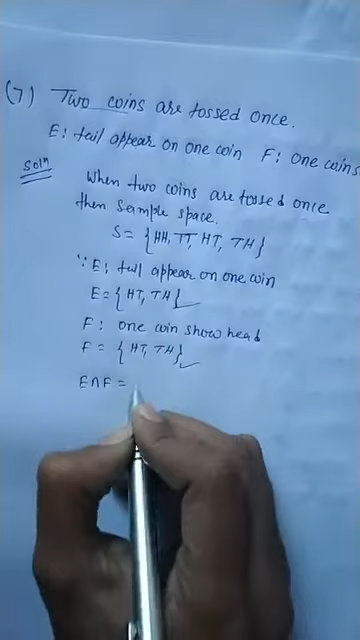 (7) Two coins are tossed once.
E: tail appear on one coin F: one coins
Soln
When two coins are tossed once
then sample space.
S = {HH, TT, HT, TH}
∵ E: tail appear on one coin
E = {HT, TH}
F: one coin show head
F = {HT, TH}
E∩F =